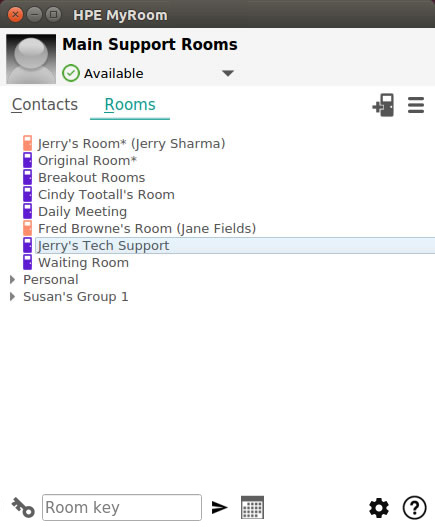 HPE MyRoom
Main Support Rooms
Available
Contacts
Rooms
Jerry's Room* (Jerry Sharma)
Original Room*
Breakout Rooms
Cindy Tootall's Room
Daily Meeting
Fred Browne's Room (Jane Fields)
Jerry's Tech Support
Waiting Room
Personal
Susan's Group 1
Room key
?